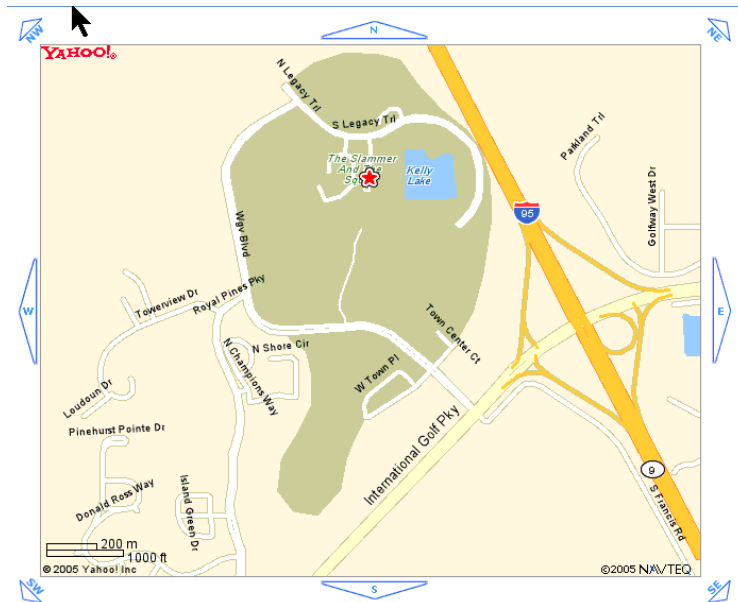 NW
N
NE
YAHOO!®
N Legacy Trl
S Legacy Trl
Parkland Trl
The Slammer
And The
Kelly
Lake
Golfway West Dr
95
Wgv Blvd
W
E
Royal Pines Pky
Towerview Dr
Town Center Ct
N Shore Cir
N Champions Way
W Town Pl
Loudoun Dr
International Golf Pky
Pinehurst Pointe Dr
9
Donald Ross Way
Island Green Dr
S Francis Rd
200 m
1000 ft
©2005 Yahoo! Inc
©2005 NAVTEQ
SW
S
SE